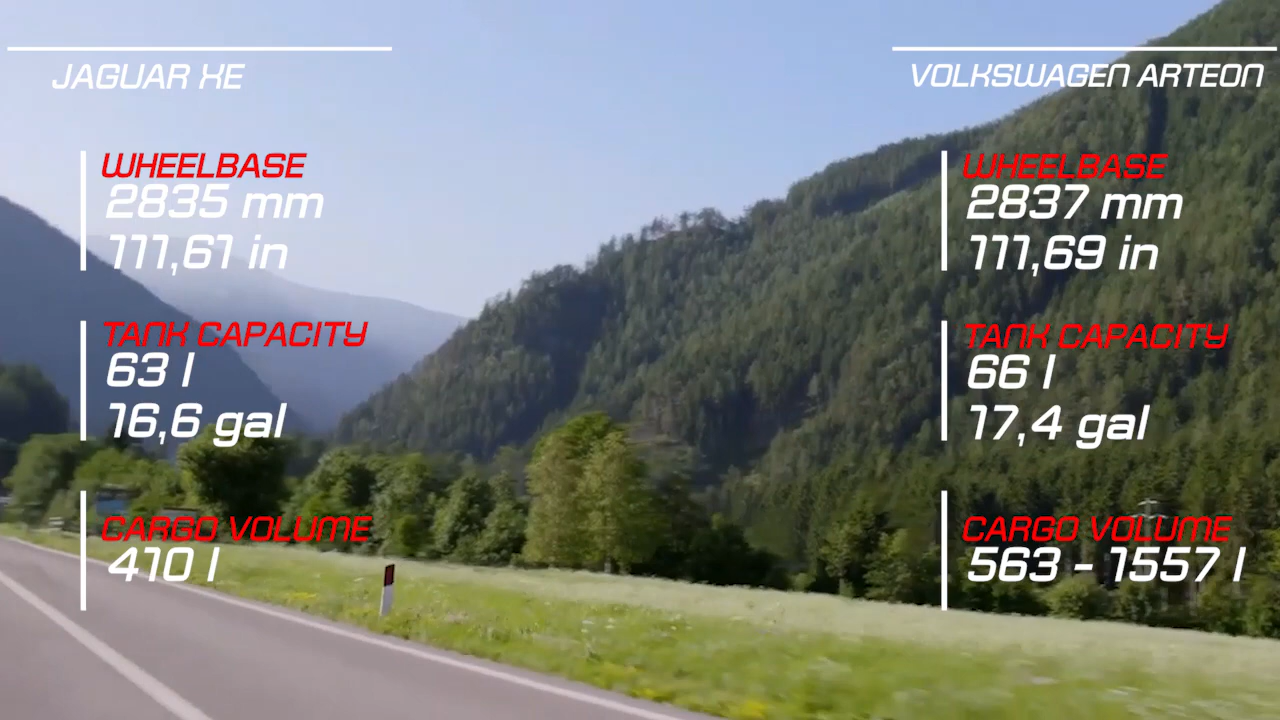 JAGUAR XE
WHEELBASE
2835 mm
111,61 in
TANK CAPACITY
63 l
16,6 gal
CARGO VOLUME
410 l
VOLKSWAGEN ARTEON
WHEELBASE
2837 mm
111,69 in
TANK CAPACITY
66 l
17,4 gal
CARGO VOLUME
563 - 1557 l